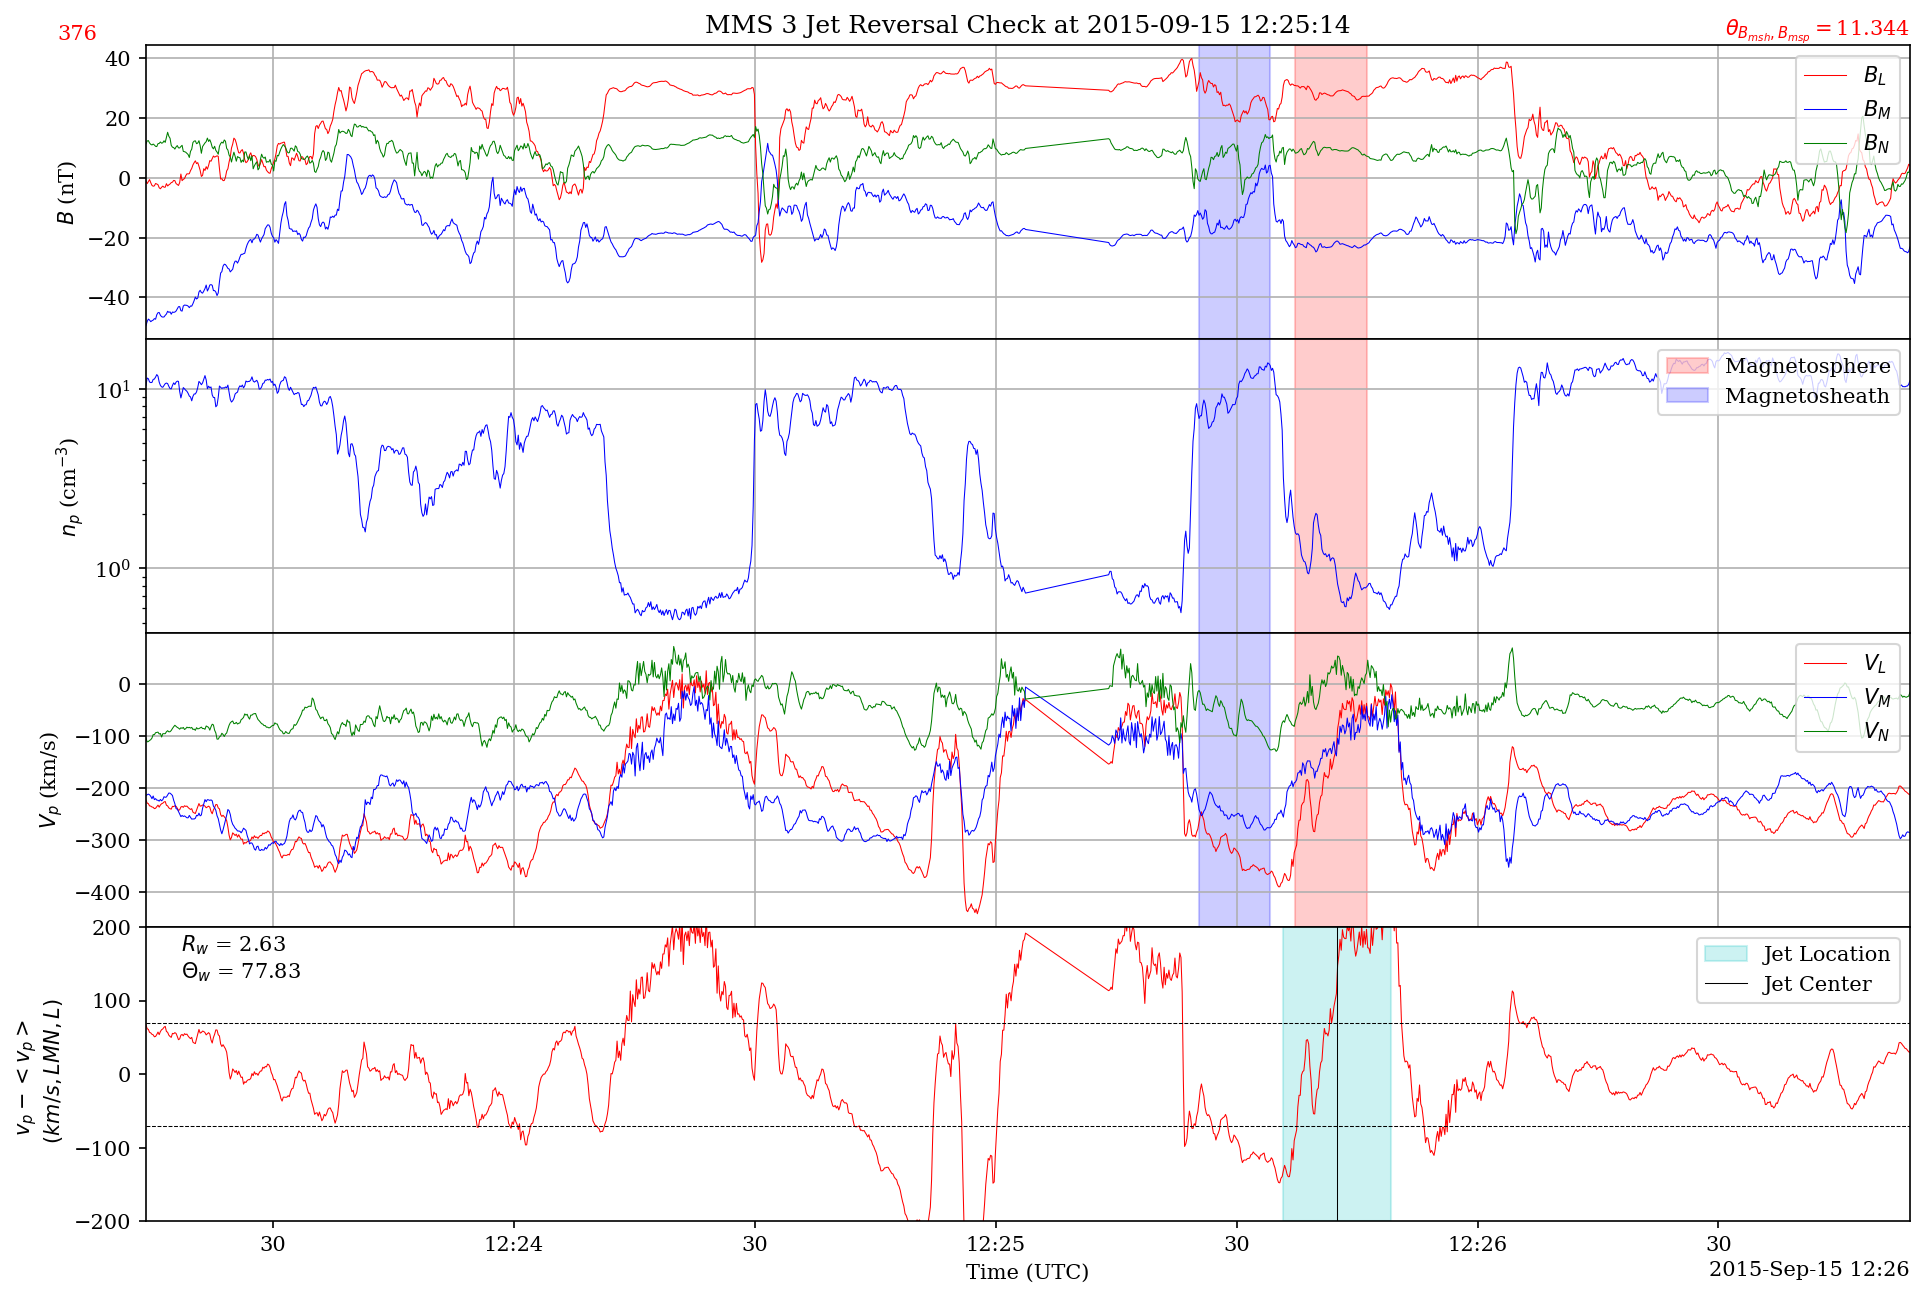 376
MMS 3 Jet Reversal Check at 2015-09-15 12:25:14
θ_{B_{msh}, B_{msp}} = 11.344
40
20
0
−20
−40
B (nT)
B_L
B_M
B_N
10¹
10⁰
n_p (cm⁻³)
Magnetosphere
Magnetosheath
0
−100
−200
−300
−400
V_p (km/s)
V_L
V_M
V_N
200
100
0
−100
−200
v_p − < v_p >
(km/s, LMN, L)
R_w = 2.63
Θ_w = 77.83
Jet Location
Jet Center
30
12:24
30
12:25
30
12:26
30
Time (UTC)
2015-Sep-15 12:26